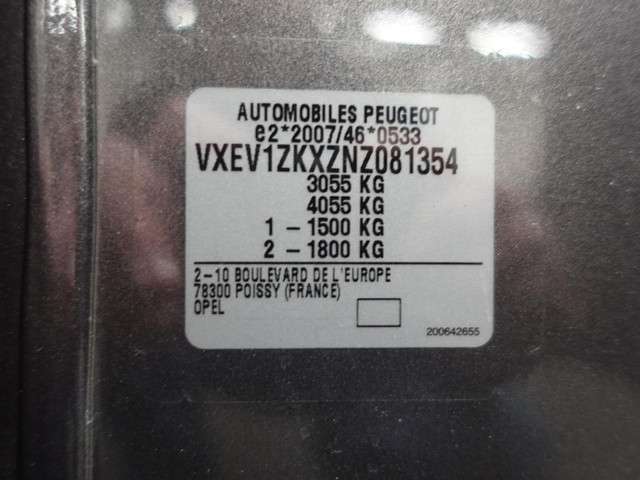 AUTOMOBILES PEUGEOT
e2*2007/46*0533
VXEV1ZKXZNZ081354
3055 KG
4055 KG
1 – 1500 KG
2 – 1800 KG
2–10 BOULEVARD DE L'EUROPE
78300 POISSY (FRANCE)
OPEL
200642655